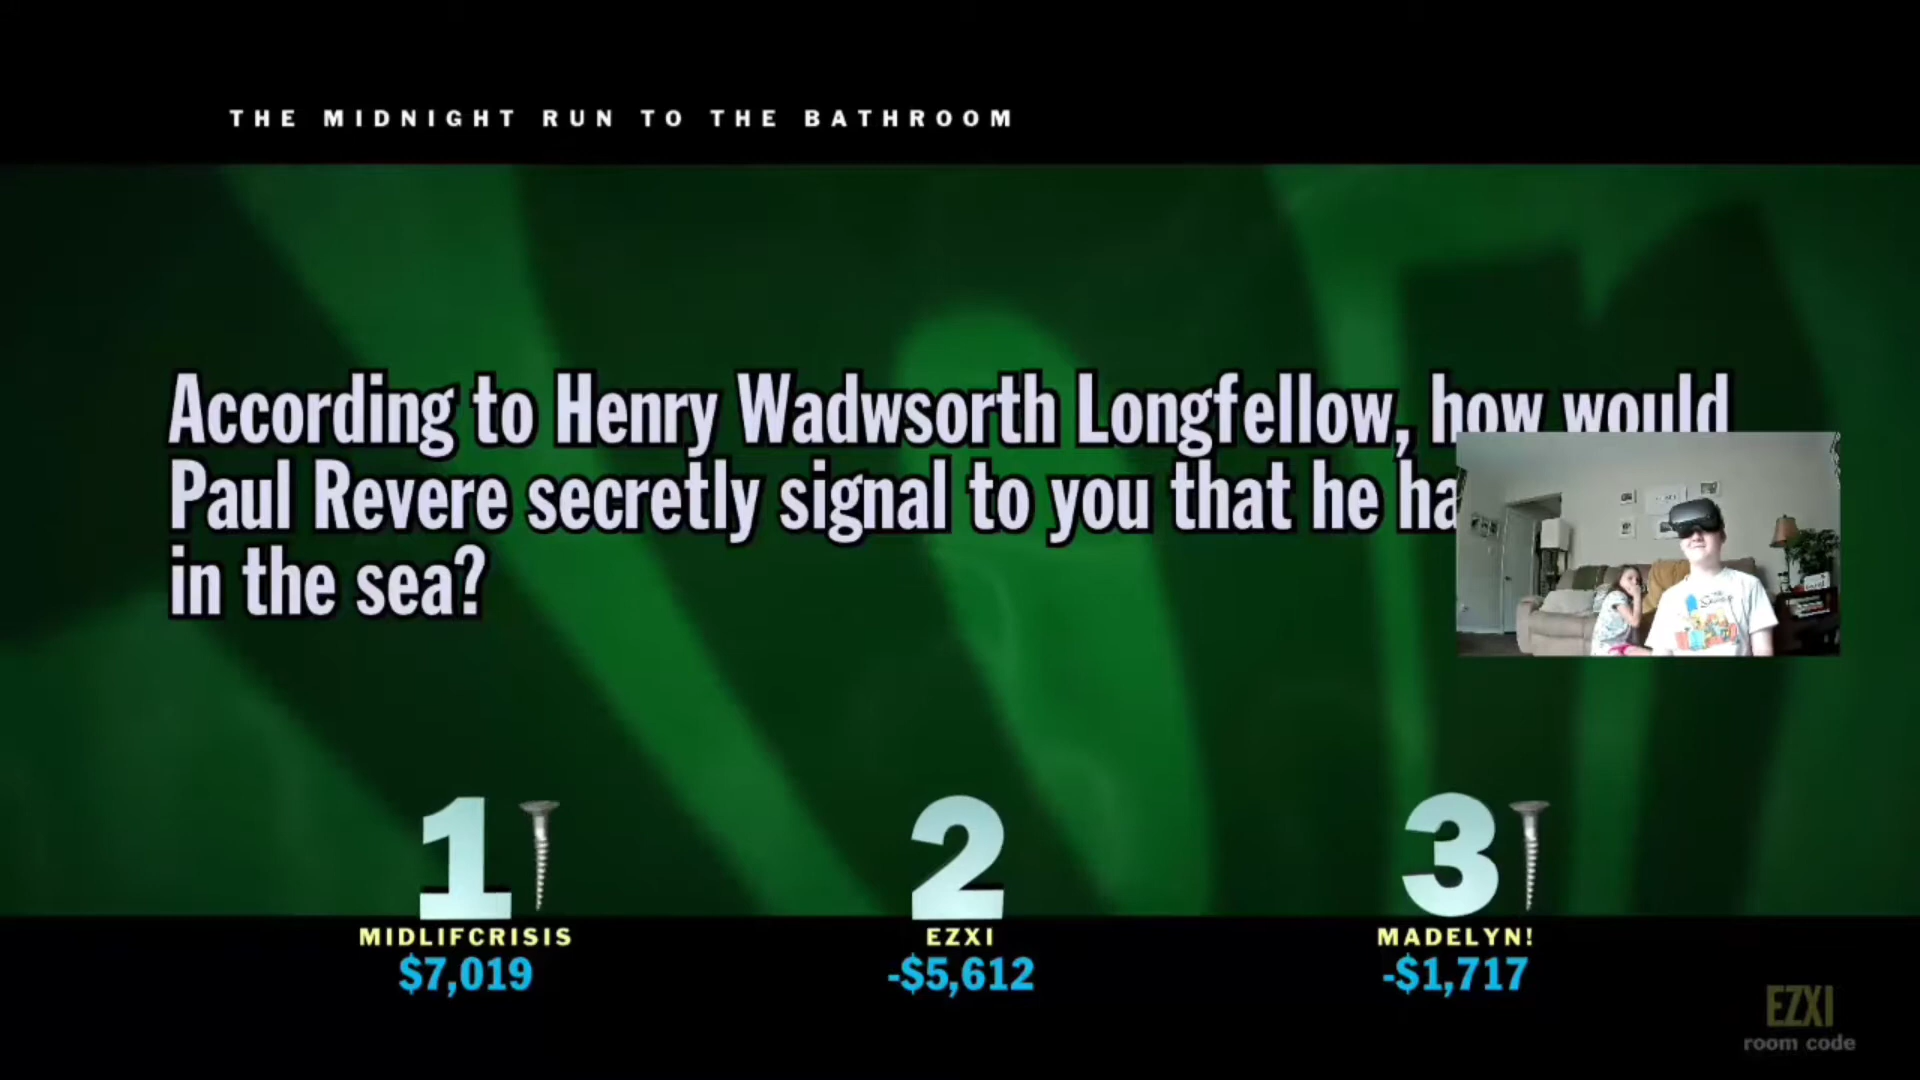 THE MIDNIGHT RUN TO THE BATHROOM
According to Henry Wadwsorth Longfellow, how would
Paul Revere secretly signal to you that he ha
in the sea?
1
2
3
MIDLIFCRISIS
EZXI
MADELYN!
$7,019
-$5,612
-$1,717
EZXI
room code